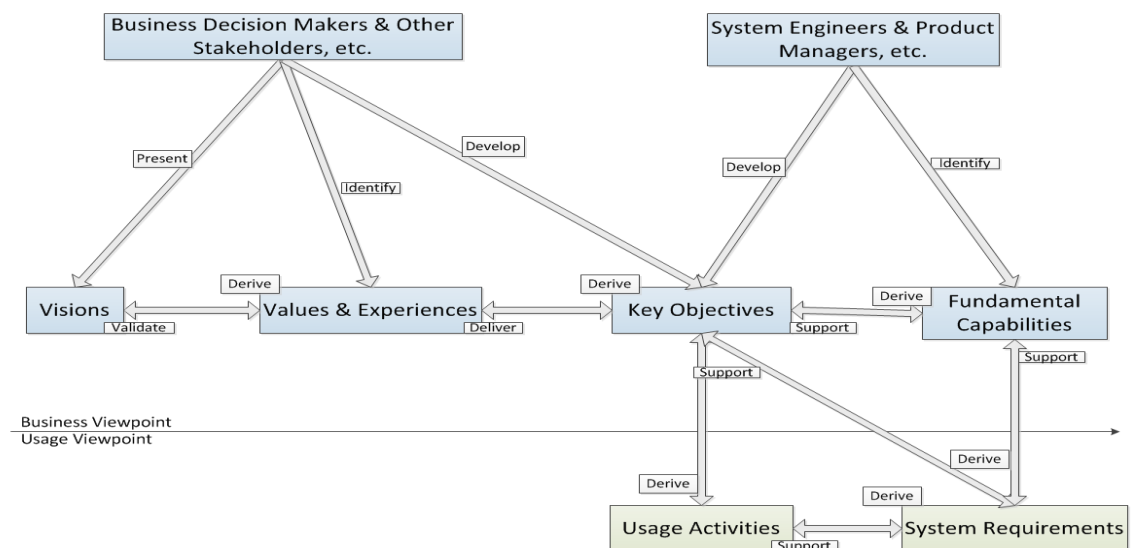 Business Decision Makers & Other
Stakeholders, etc.
System Engineers & Product
Managers, etc.
Present
Identify
Develop
Develop
Identify
Derive
Derive
Derive
Visions
Values & Experiences
Key Objectives
Fundamental
Capabilities
Validate
Deliver
Support
Support
Support
Business Viewpoint
Usage Viewpoint
Derive
Derive
Derive
Usage Activities
System Requirements
Support